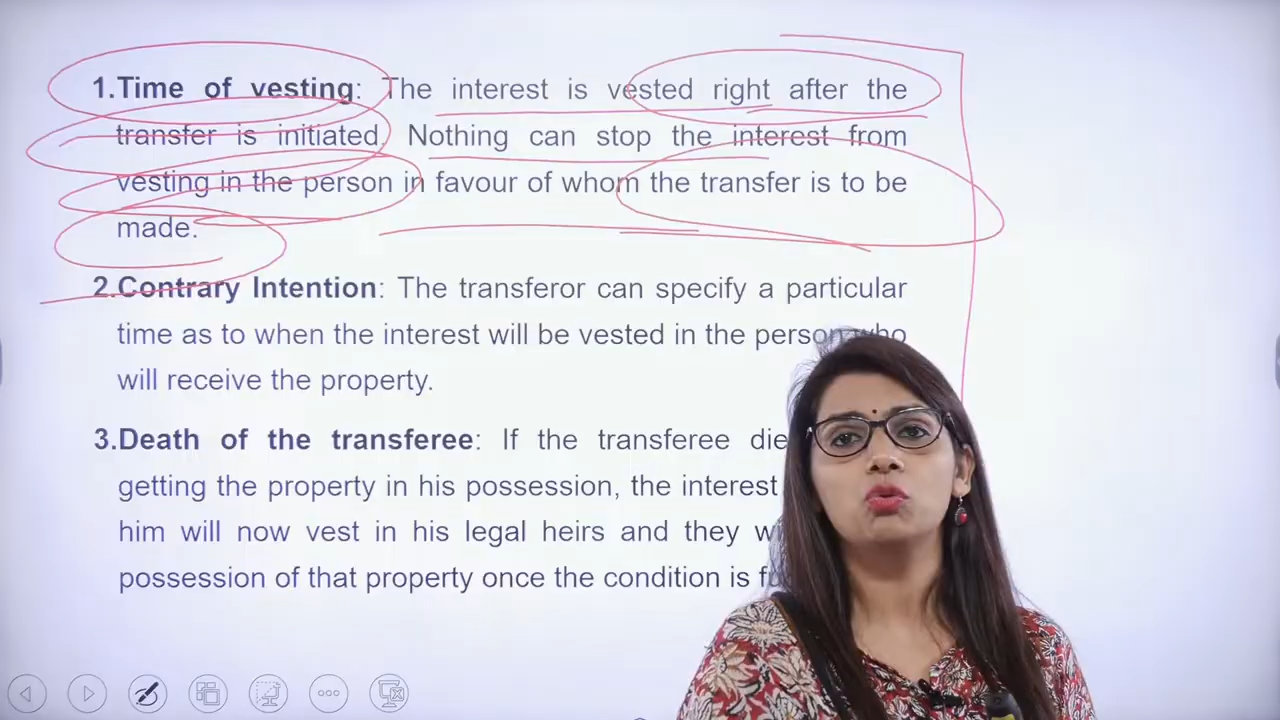 1.Time of vesting: The interest is vested right after the
transfer is initiated. Nothing can stop the interest from
vesting in the person in favour of whom the transfer is to be
made.
2.Contrary Intention: The transferor can specify a particular
time as to when the interest will be vested in the person who
will receive the property.
3.Death of the transferee: If the transferee
getting the property in his possession, the interest
him will now vest in his legal heirs and they
possession of that property once the condition is